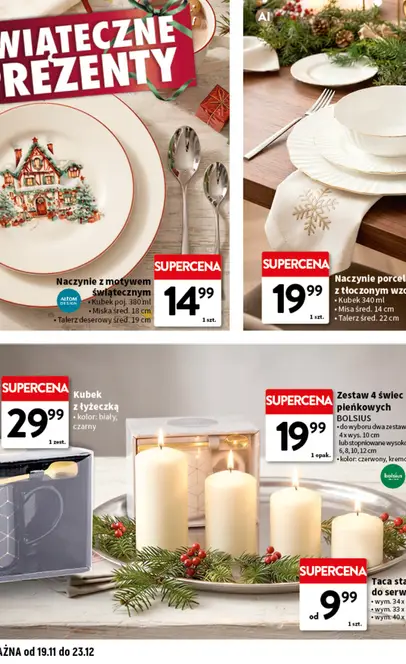 WIĄTECZNE
PREZENTY
AI
Naczynie z motywem
świątecznym
• Kubek poj. 380 ml
• Miska śred. 18 cm
• Talerz deserowy śred. 19 cm
AltomDesign
SUPERCENA
14 99
1 szt.
SUPERCENA
19 99
1 szt.
Naczynie porcel
z tłoczonym wzo
• Kubek 340 ml
• Misa śred. 14 cm
• Talerz śred. 22 cm
SUPERCENA
29 99
1 zest.
Kubek
z łyżeczką
• kolor: biały,
czarny
SUPERCENA
19 99
1 opak.
Zestaw 4 świec
pieńkowych
BOLSIUS
• do wyboru dwa zestaw
4 x wys. 10 cm
lub stopniowane wysoko
6, 8, 10, 12 cm
• kolor: czerwony, kremo
bolsius
SUPERCENA
od 9 99
1 szt.
Taca sta
do serw
• wym. 34 x
• wym. 33 x
• wym. 40 x
AŻNA od 19.11 do 23.12